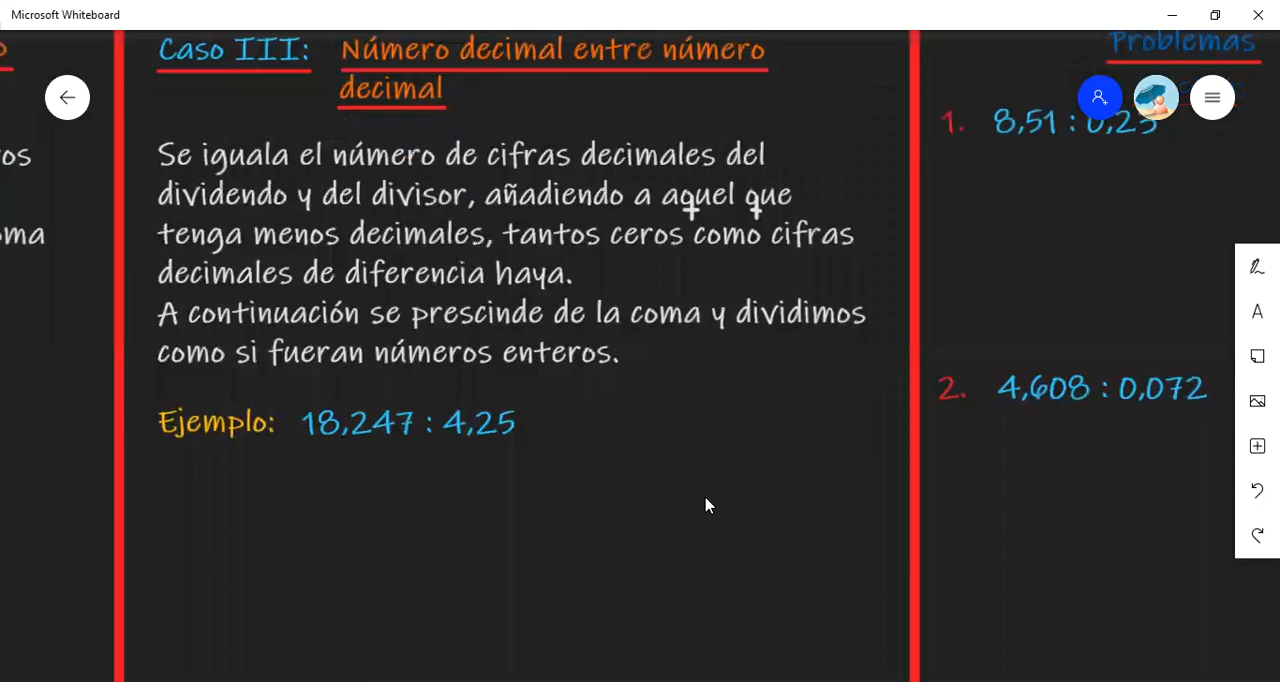 Microsoft Whiteboard
Caso III: Número decimal entre número
decimal
Se iguala el número de cifras decimales del
dividendo y del divisor, añadiendo a aquel que
tenga menos decimales, tantos ceros como cifras
decimales de diferencia haya.
A continuación se prescinde de la coma y dividimos
como si fueran números enteros.
Ejemplo: 18,247 : 4,25
Problemas
1. 8,51 : 0,23
2. 4,608 : 0,072